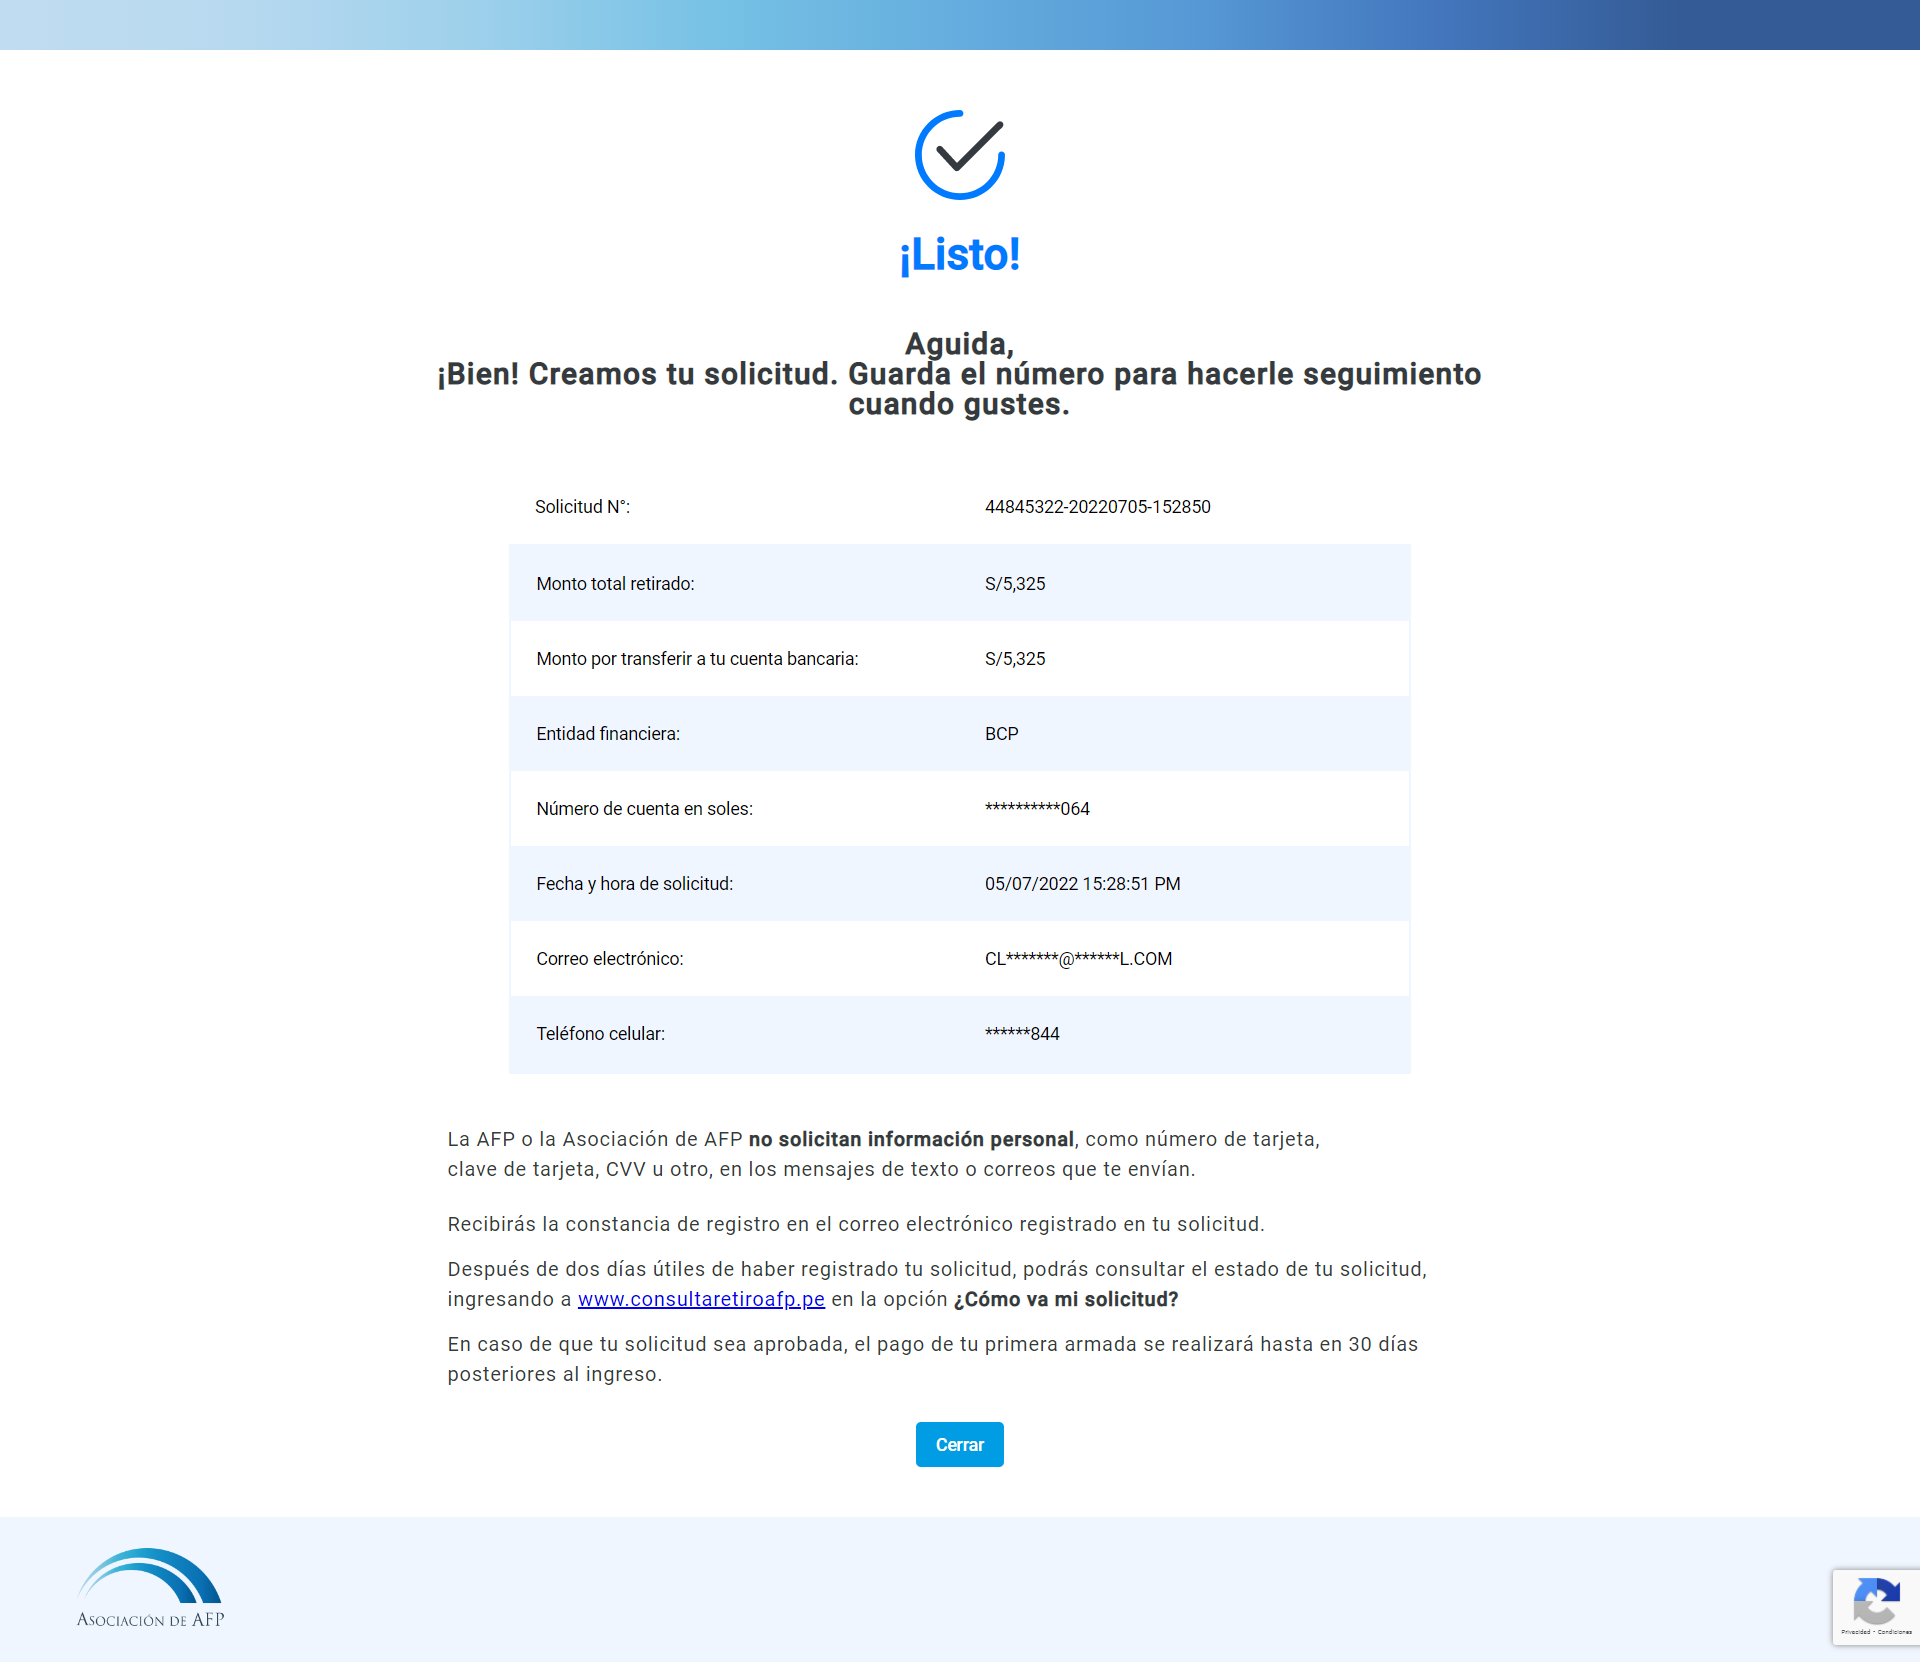 ¡Listo!
Aguida,
¡Bien! Creamos tu solicitud. Guarda el número para hacerle seguimiento
cuando gustes.
Solicitud N°: 44845322-20220705-152850
Monto total retirado: S/5,325
Monto por transferir a tu cuenta bancaria: S/5,325
Entidad financiera: BCP
Número de cuenta en soles: **********064
Fecha y hora de solicitud: 05/07/2022 15:28:51 PM
Correo electrónico: CL*******@******L.COM
Teléfono celular: ******844
La AFP o la Asociación de AFP no solicitan información personal, como número de tarjeta,
clave de tarjeta, CVV u otro, en los mensajes de texto o correos que te envían.
Recibirás la constancia de registro en el correo electrónico registrado en tu solicitud.
Después de dos días útiles de haber registrado tu solicitud, podrás consultar el estado de tu solicitud,
ingresando a www.consultaretiroafp.pe en la opción ¿Cómo va mi solicitud?
En caso de que tu solicitud sea aprobada, el pago de tu primera armada se realizará hasta en 30 días
posteriores al ingreso.
Cerrar
ASOCIACIÓN DE AFP
Privacidad - Condiciones